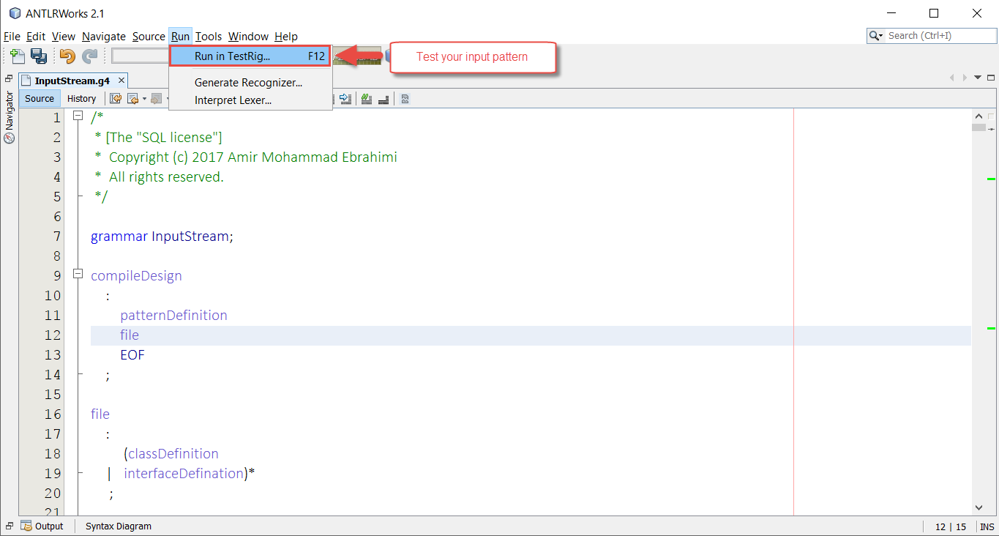 ANTLRWorks 2.1
File Edit View Navigate Source Run Tools Window Help
Search (Ctrl+I)
Run in TestRig... F12
Test your input pattern
Generate Recognizer...
Interpret Lexer...
InputStream.g4
Source History
Navigator
1 /*
2 * [The "SQL license"]
3 * Copyright (c) 2017 Amir Mohammad Ebrahimi
4 * All rights reserved.
5 */
6
7 grammar InputStream;
8
9 compileDesign
10 :
11 patternDefinition
12 file
13 EOF
14 ;
15
16 file
17 :
18 (classDefinition
19 | interfaceDefination)*
20 ;
21
Output Syntax Diagram
12 | 15 INS